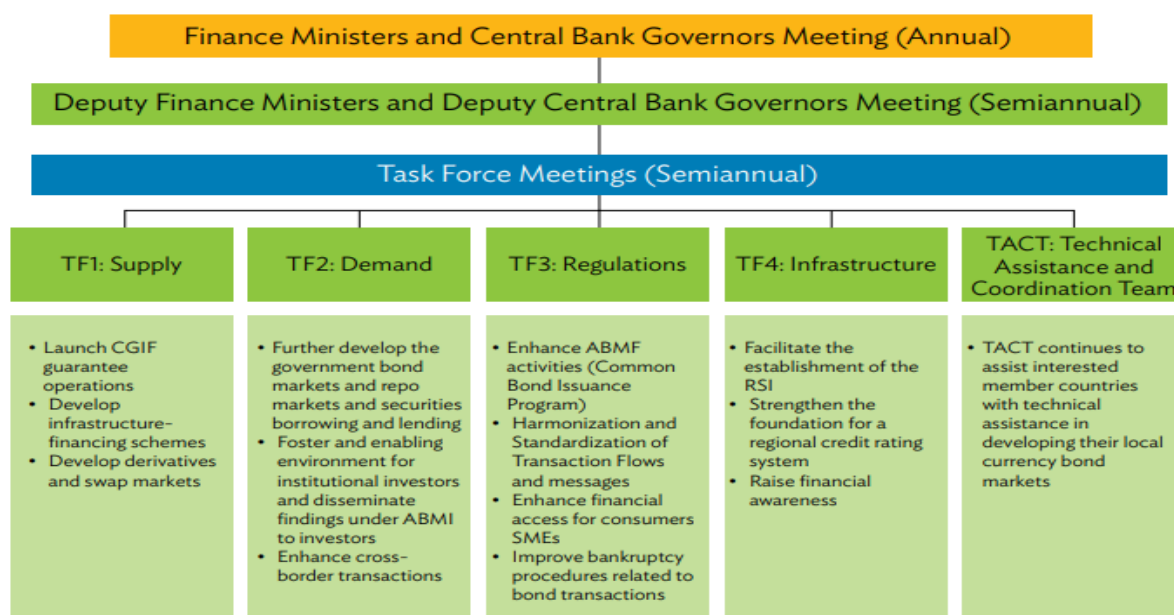 Finance Ministers and Central Bank Governors Meeting (Annual)
Deputy Finance Ministers and Deputy Central Bank Governors Meeting (Semiannual)
Task Force Meetings (Semiannual)
TF1: Supply
• Launch CGIF
guarantee
operations
• Develop
infrastructure-
financing schemes
• Develop derivatives
and swap markets
TF2: Demand
• Further develop the
government bond
markets and repo
markets and securities
borrowing and lending
• Foster and enabling
environment for
institutional investors
and disseminate
findings under ABMI
to investors
• Enhance cross-
border transactions
TF3: Regulations
• Enhance ABMF
activities (Common
Bond Issuance
Program)
• Harmonization and
Standardization of
Transaction Flows
and messages
• Enhance financial
access for consumers
SMEs
• Improve bankruptcy
procedures related to
bond transactions
TF4: Infrastructure
• Facilitate the
establishment of the
RSI
• Strengthen the
foundation for a
regional credit rating
system
• Raise financial
awareness
TACT: Technical
Assistance and
Coordination Team
• TACT continues to
assist interested
member countries
with technical
assistance in
developing their local
currency bond
markets